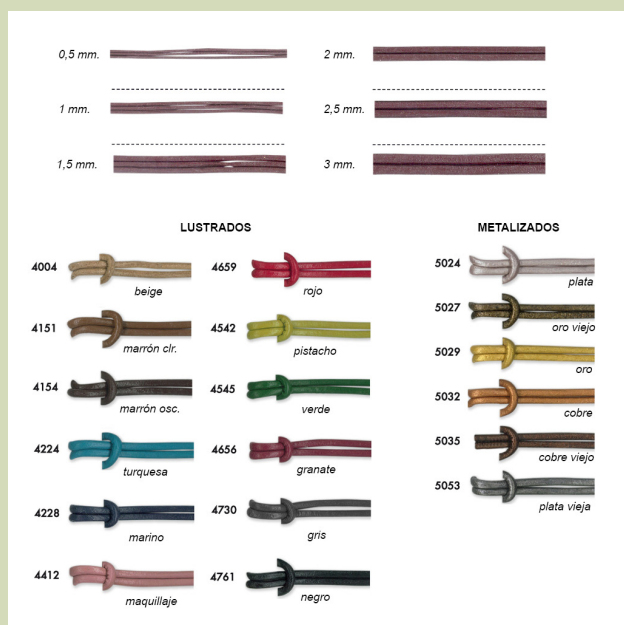 0,5 mm.
2 mm.
1 mm.
2,5 mm.
1,5 mm.
3 mm.
LUSTRADOS
4004
beige
4151
marrón clr.
4154
marrón osc.
4224
turquesa
4228
marino
4412
maquillaje
4659
rojo
4542
pistacho
4545
verde
4656
granate
4730
gris
4761
negro
METALIZADOS
5024
plata
5027
oro viejo
5029
oro
5032
cobre
5035
cobre viejo
5053
plata vieja